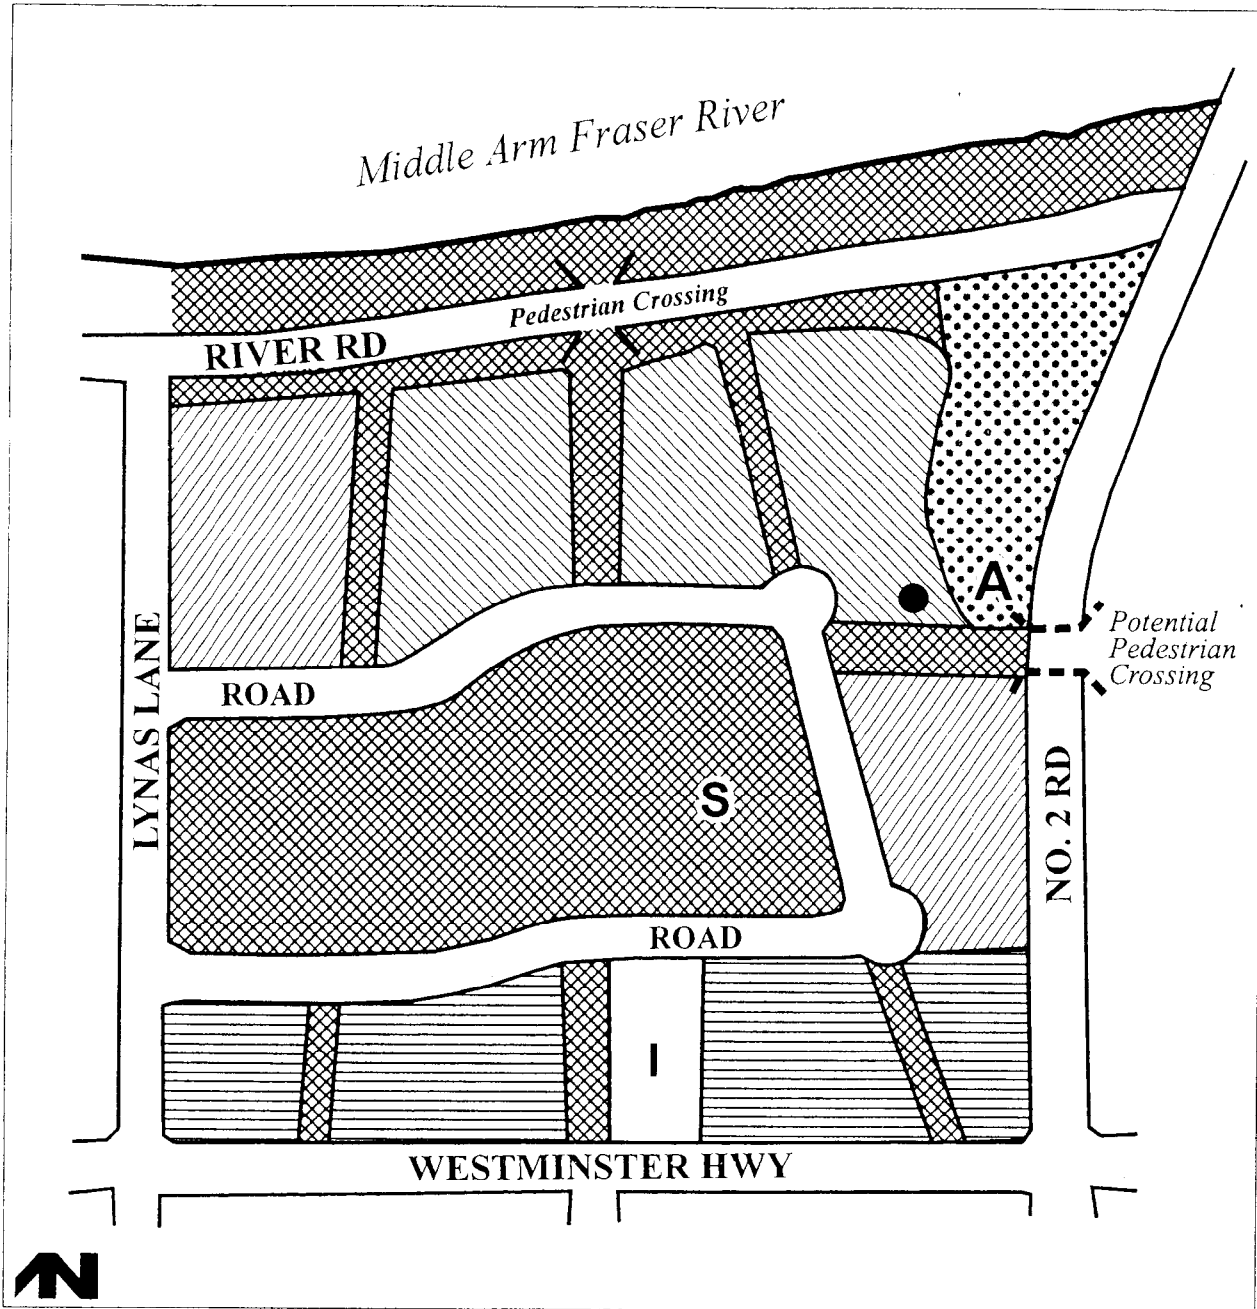 Middle Arm Fraser River
Pedestrian Crossing
RIVER RD
A
Potential
Pedestrian
Crossing
LYNAS LANE
ROAD
S
NO. 2 RD
ROAD
I
WESTMINSTER HWY
N